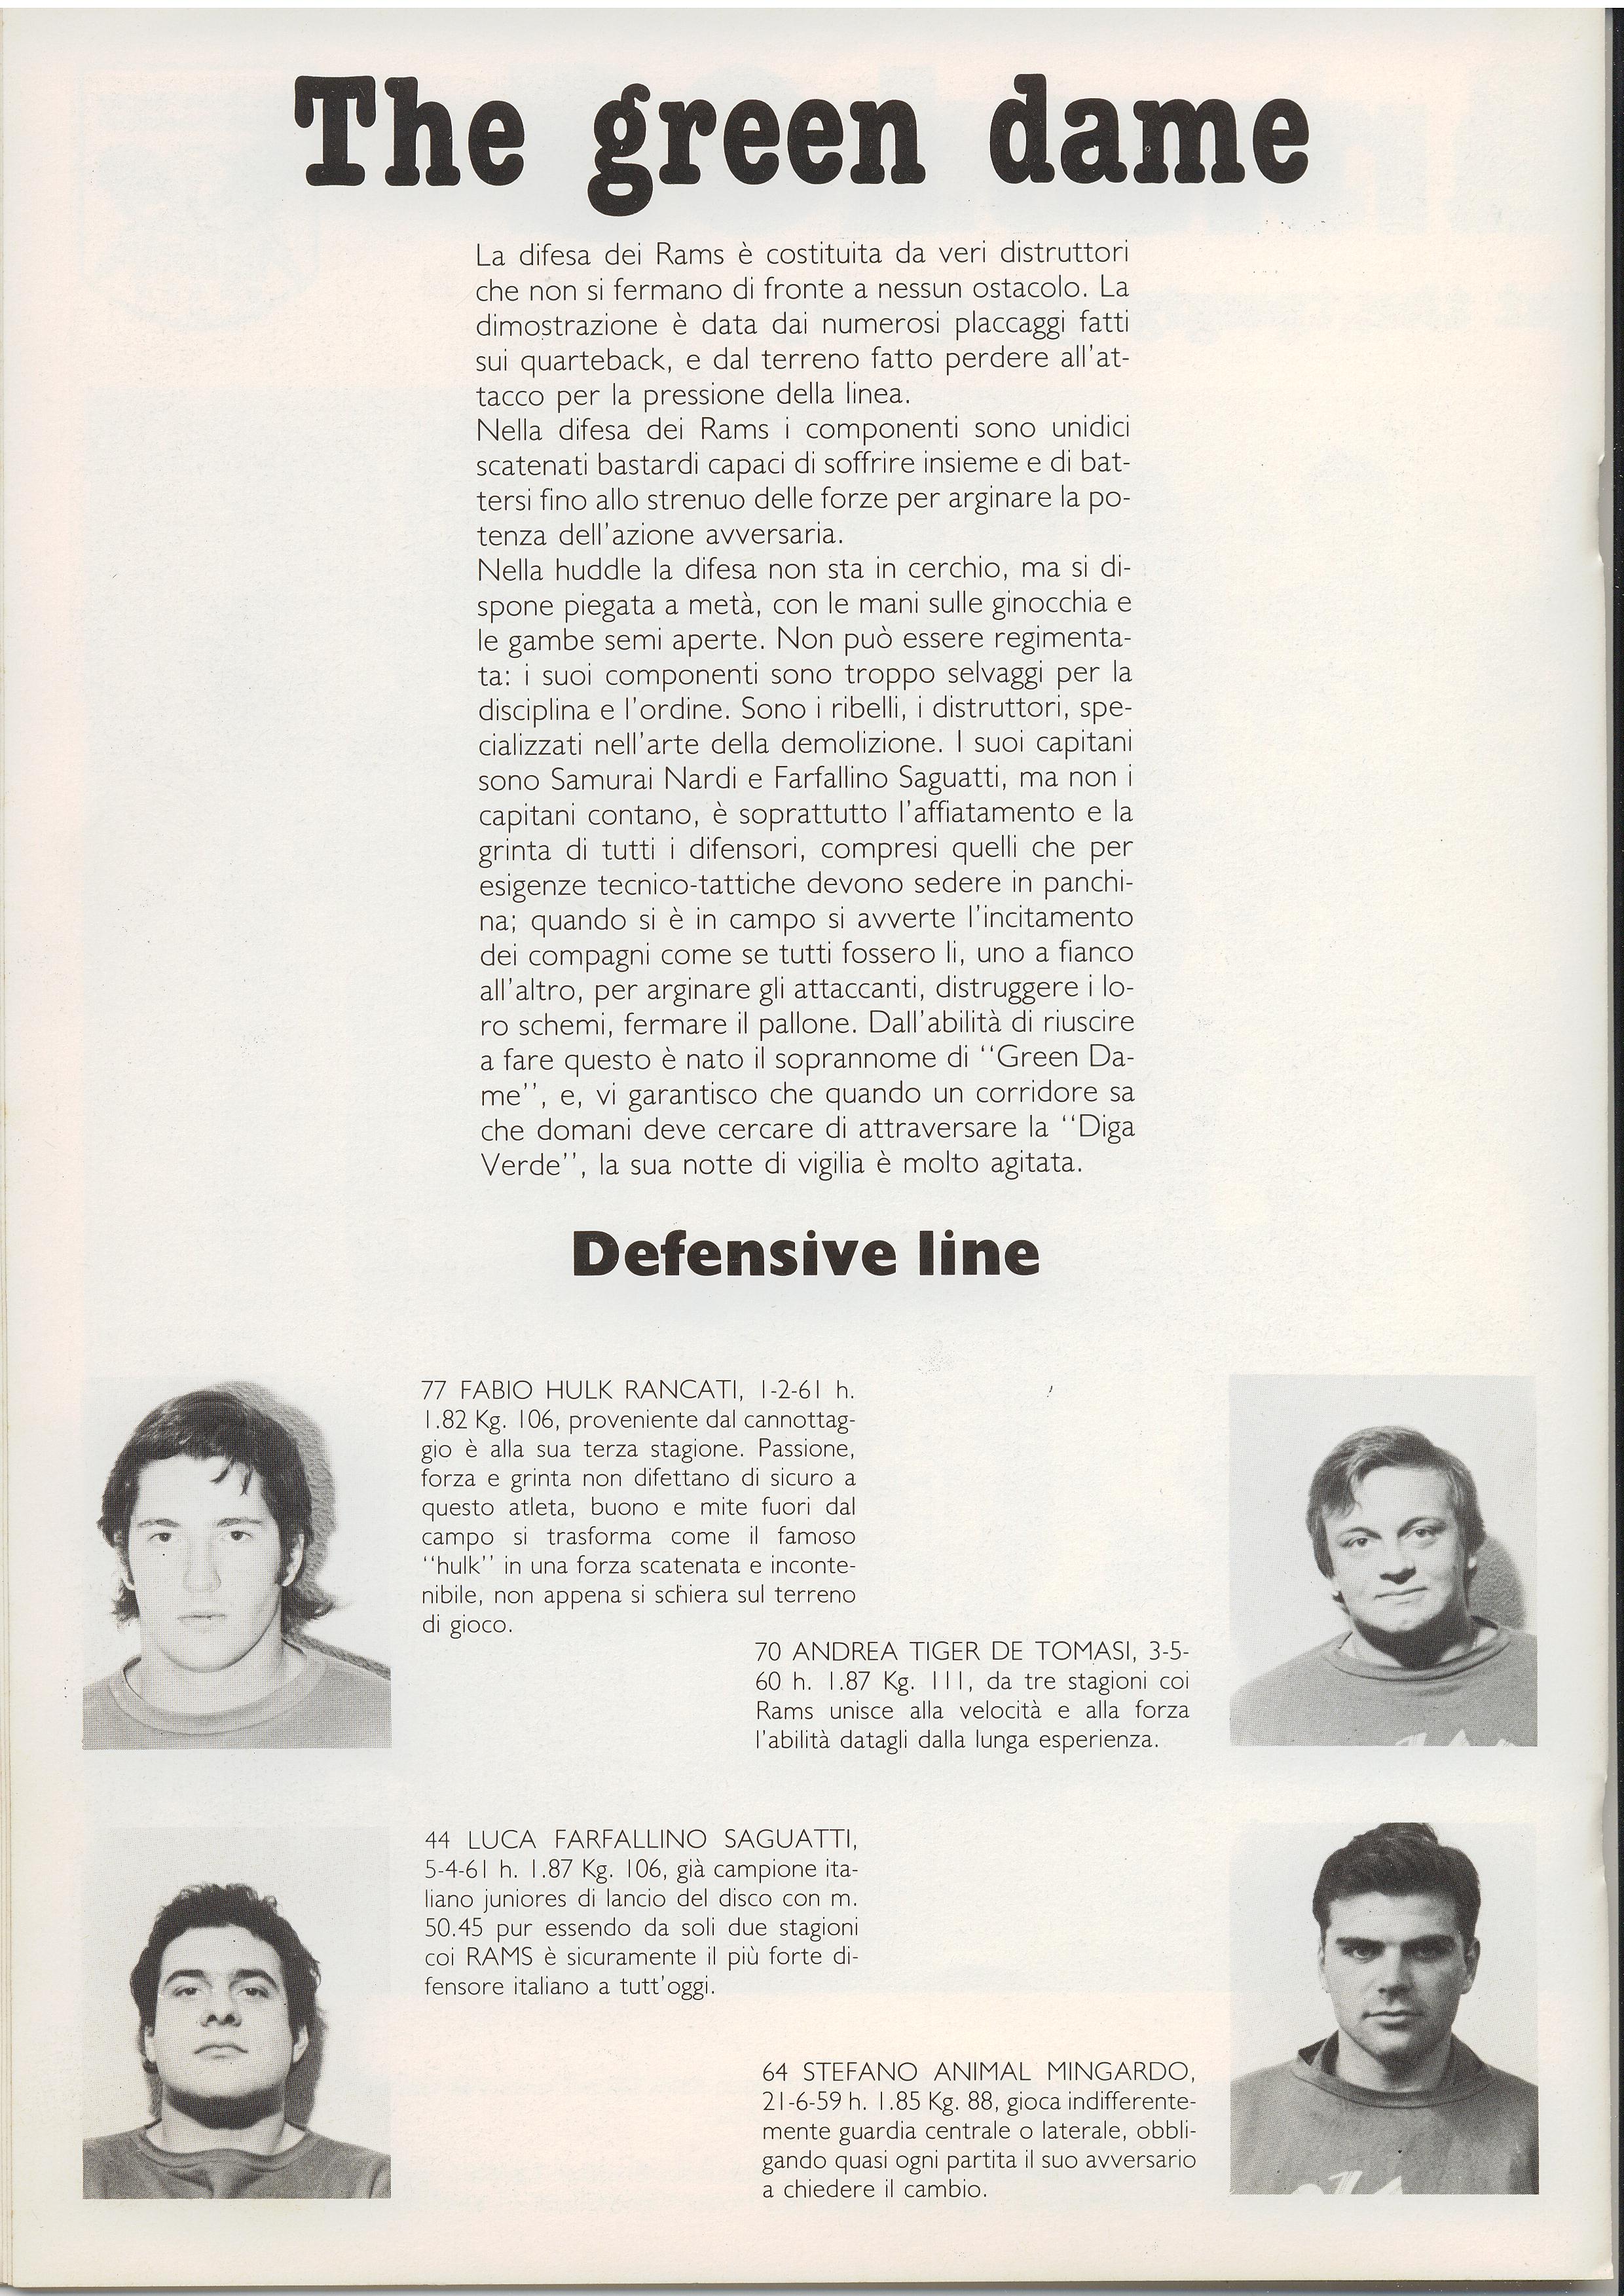 The green dame
La difesa dei Rams è costituita da veri distruttori
che non si fermano di fronte a nessun ostacolo. La
dimostrazione è data dai numerosi placcaggi fatti
sui quarteback, e dal terreno fatto perdere all'at-
tacco per la pressione della linea.
Nella difesa dei Rams i componenti sono unidici
scatenati bastardi capaci di soffrire insieme e di bat-
tersi fino allo strenuo delle forze per arginare la po-
tenza dell'azione avversaria.
Nella huddle la difesa non sta in cerchio, ma si di-
spone piegata a metà, con le mani sulle ginocchia e
le gambe semi aperte. Non può essere regimenta-
ta: i suoi componenti sono troppo selvaggi per la
disciplina e l'ordine. Sono i ribelli, i distruttori, spe-
cializzati nell'arte della demolizione. I suoi capitani
sono Samurai Nardi e Farfallino Saguatti, ma non i
capitani contano, è soprattutto l'affiatamento e la
grinta di tutti i difensori, compresi quelli che per
esigenze tecnico-tattiche devono sedere in panchi-
na; quando si è in campo si avverte l'incitamento
dei compagni come se tutti fossero li, uno a fianco
all'altro, per arginare gli attaccanti, distruggere i lo-
ro schemi, fermare il pallone. Dall'abilità di riuscire
a fare questo è nato il soprannome di ''Green Da-
me'', e, vi garantisco che quando un corridore sa
che domani deve cercare di attraversare la ''Diga
Verde'', la sua notte di vigilia è molto agitata.
Defensive line
77 FABIO HULK RANCATI, 1-2-61 h.
1.82 Kg. 106, proveniente dal cannottag-
gio è alla sua terza stagione. Passione,
forza e grinta non difettano di sicuro a
questo atleta, buono e mite fuori dal
campo si trasforma come il famoso
''hulk'' in una forza scatenata e inconte-
nibile, non appena si schiera sul terreno
di gioco.
70 ANDREA TIGER DE TOMASI, 3-5-
60 h. 1.87 Kg. 111, da tre stagioni coi
Rams unisce alla velocità e alla forza
l'abilità datagli dalla lunga esperienza.
44 LUCA FARFALLINO SAGUATTI,
5-4-61 h. 1.87 Kg. 106, già campione ita-
liano juniores di lancio del disco con m.
50.45 pur essendo da soli due stagioni
coi RAMS è sicuramente il più forte di-
fensore italiano a tutt'oggi.
64 STEFANO ANIMAL MINGARDO,
21-6-59 h. 1.85 Kg. 88, gioca indifferente-
mente guardia centrale o laterale, obbli-
gando quasi ogni partita il suo avversario
a chiedere il cambio.